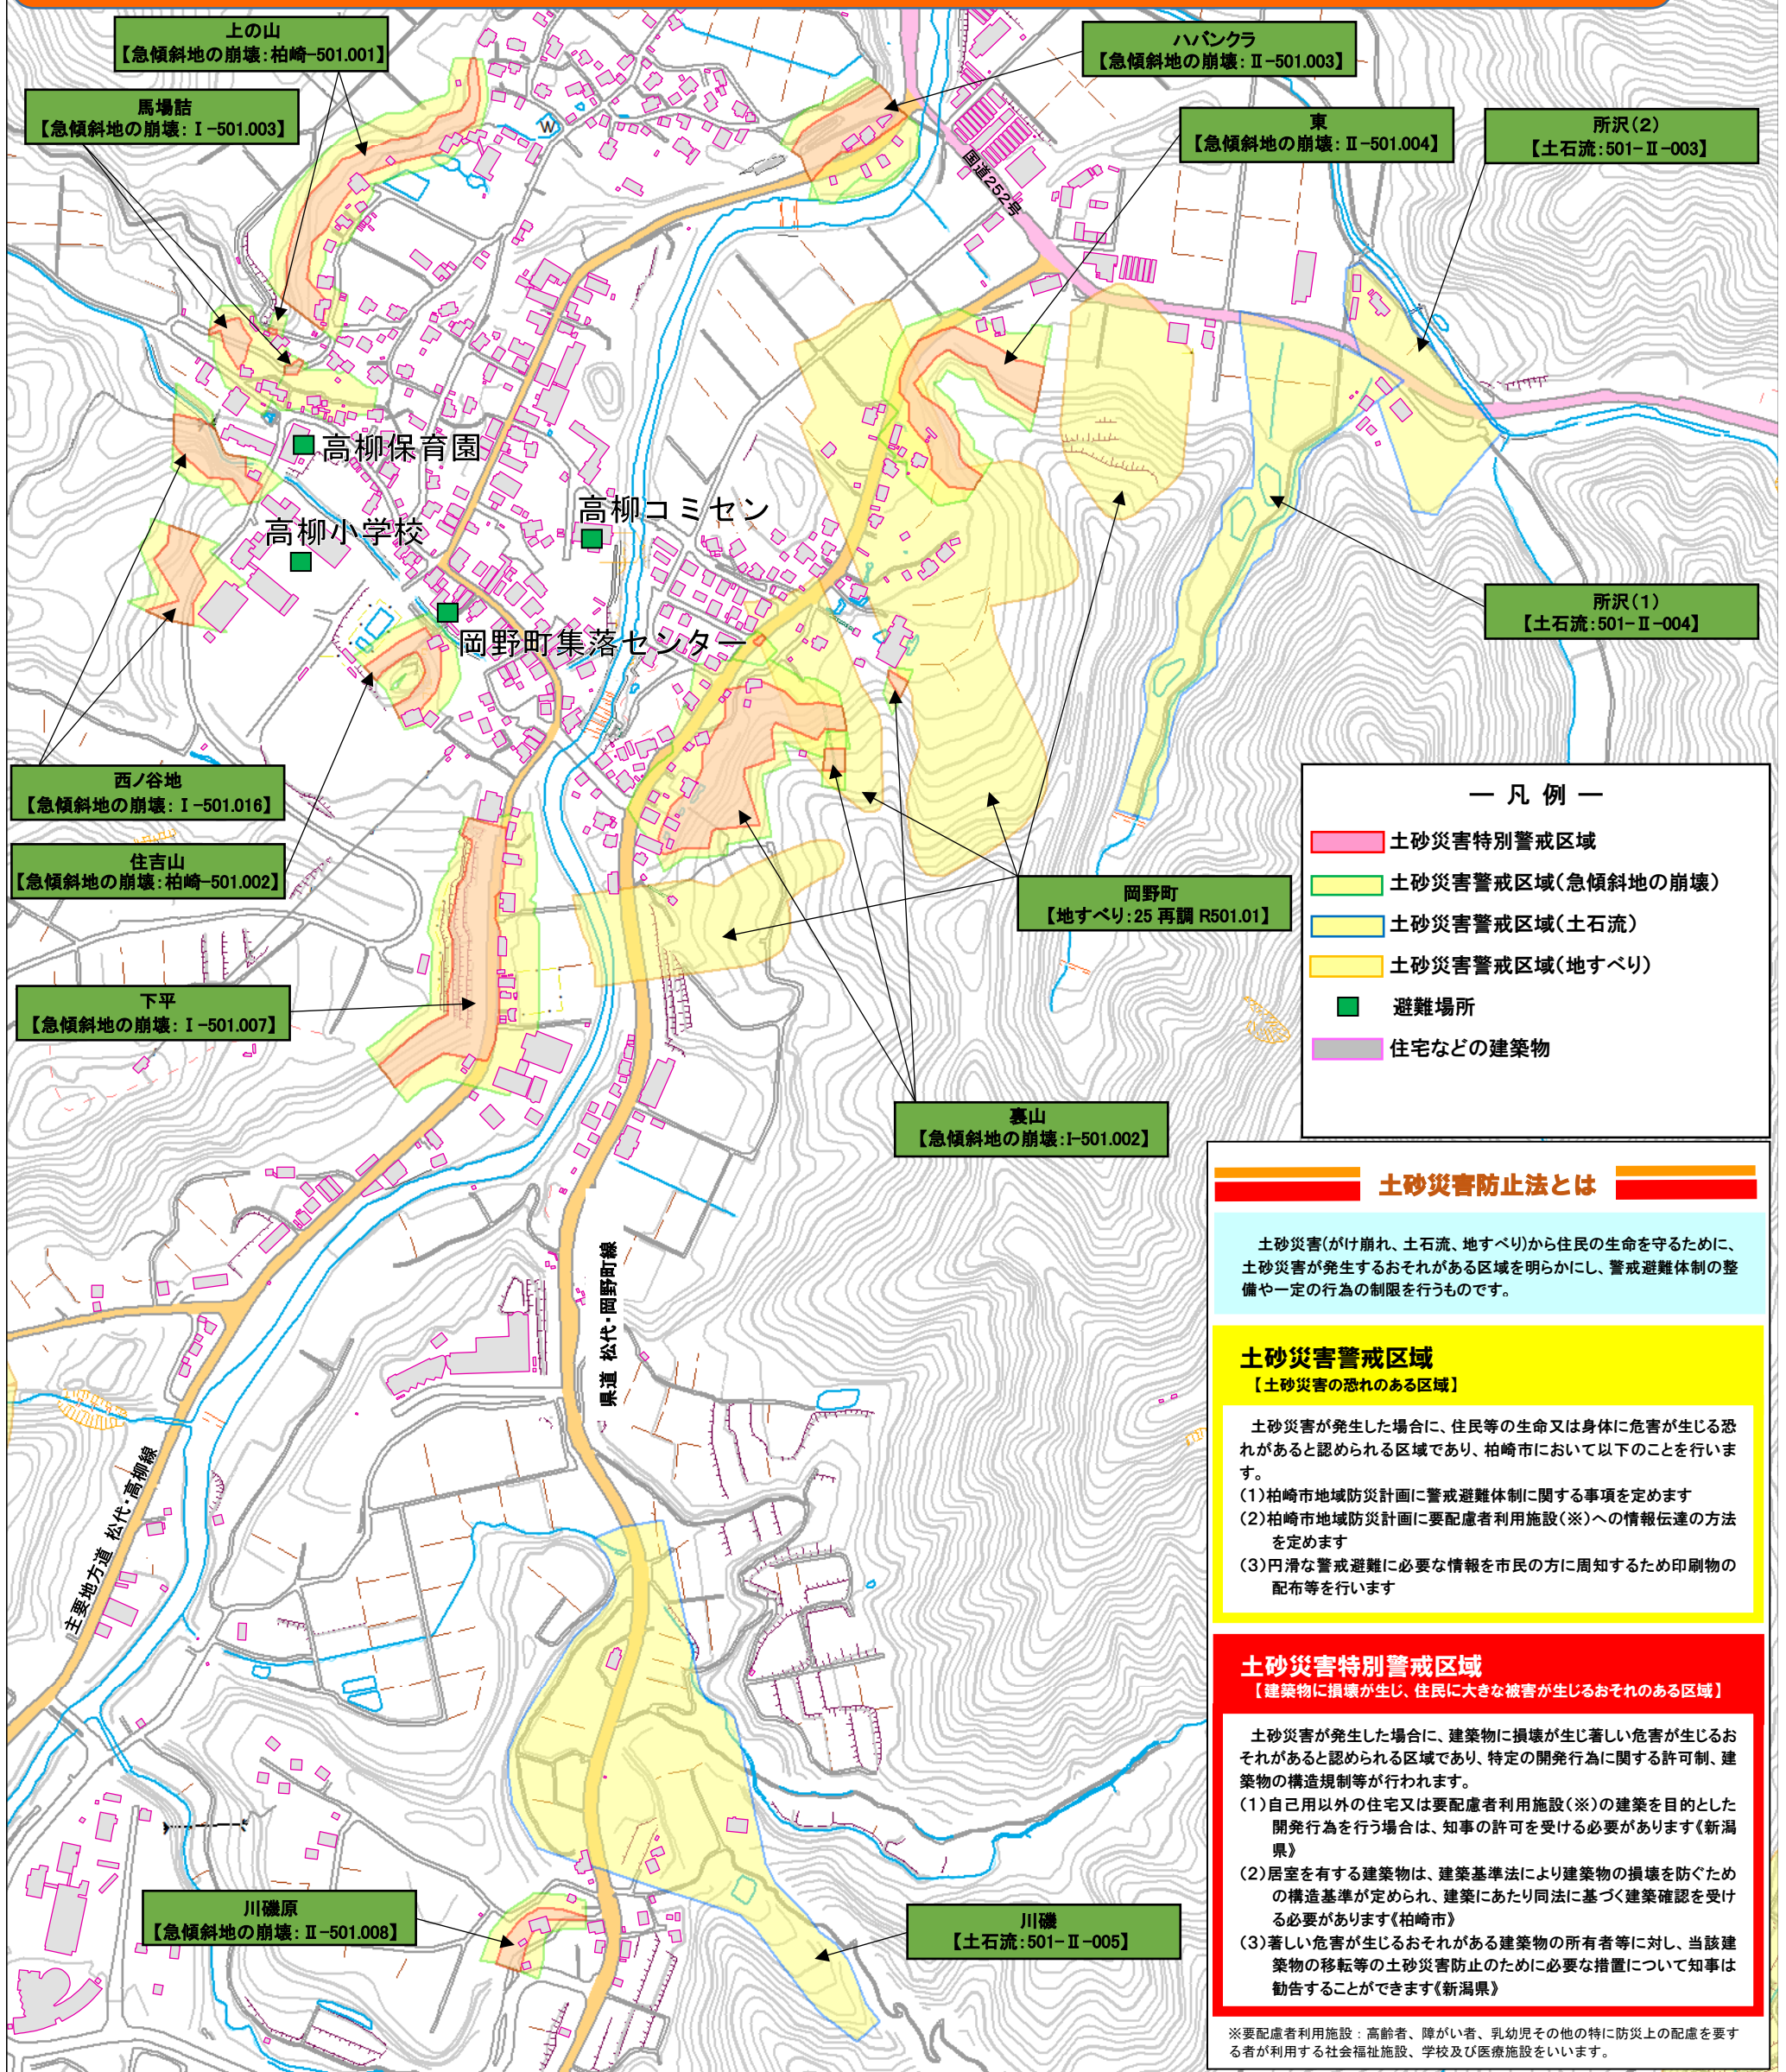 上の山
【急傾斜地の崩壊：柏崎-501.001】
ハバンクラ
【急傾斜地の崩壊：Ⅱ-501.003】
馬場詰
【急傾斜地の崩壊：Ⅰ-501.003】
東
【急傾斜地の崩壊：Ⅱ-501.004】
所沢（2）
【土石流：501-Ⅱ-003】
W
国道252号
高柳保育園
高柳コミセン
高柳小学校
所沢（1）
【土石流：501-Ⅱ-004】
岡野町集落センター
西ノ谷地
【急傾斜地の崩壊：Ⅰ-501.016】
住吉山
【急傾斜地の崩壊：柏崎-501.002】
岡野町
【地すべり：25 再調 R501.01】
下平
【急傾斜地の崩壊：Ⅰ-501.007】
裏山
【急傾斜地の崩壊：I-501.002】
― 凡 例 ―
土砂災害特別警戒区域
土砂災害警戒区域（急傾斜地の崩壊）
土砂災害警戒区域（土石流）
土砂災害警戒区域（地すべり）
避難場所
住宅などの建築物
県道 松代・岡野町線
主要地方道 松代・高柳線
川磯原
【急傾斜地の崩壊：Ⅱ-501.008】
川磯
【土石流：501-Ⅱ-005】
土砂災害防止法とは
土砂災害(がけ崩れ、土石流、地すべり)から住民の生命を守るために、
土砂災害が発生するおそれがある区域を明らかにし、警戒避難体制の整
備や一定の行為の制限を行うものです。
土砂災害警戒区域
【土砂災害の恐れのある区域】
土砂災害が発生した場合に、住民等の生命又は身体に危害が生じる恐
れがあると認められる区域であり、柏崎市において以下のことを行いま
す。
（1）柏崎市地域防災計画に警戒避難体制に関する事項を定めます
（2）柏崎市地域防災計画に要配慮者利用施設（※）への情報伝達の方法
を定めます
（3）円滑な警戒避難に必要な情報を市民の方に周知するため印刷物の
配布等を行います
土砂災害特別警戒区域
【建築物に損壊が生じ、住民に大きな被害が生じるおそれのある区域】
土砂災害が発生した場合に、建築物に損壊が生じ著しい危害が生じるお
それがあると認められる区域であり、特定の開発行為に関する許可制、建
築物の構造規制等が行われます。
（1）自己用以外の住宅又は要配慮者利用施設（※）の建築を目的とした
開発行為を行う場合は、知事の許可を受ける必要があります《新潟
県》
（2）居室を有する建築物は、建築基準法により建築物の損壊を防ぐため
の構造基準が定められ、建築にあたり同法に基づく建築確認を受け
る必要があります《柏崎市》
（3）著しい危害が生じるおそれがある建築物の所有者等に対し、当該建
築物の移転等の土砂災害防止のために必要な措置について知事は
勧告することができます《新潟県》
※要配慮者利用施設：高齢者、障がい者、乳幼児その他の特に防災上の配慮を要す
る者が利用する社会福祉施設、学校及び医療施設をいいます。